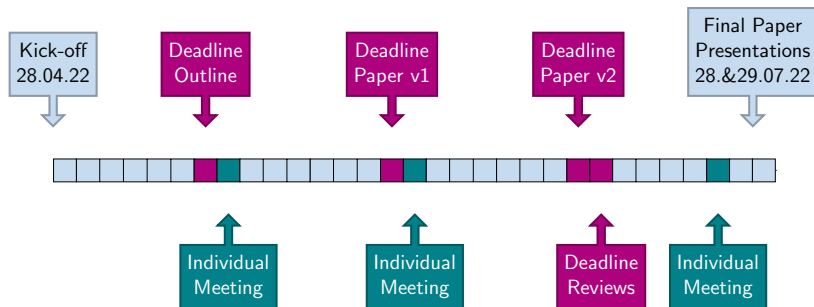 Kick-off
28.04.22
Deadline
Outline
Deadline
Paper v1
Deadline
Paper v2
Final Paper
Presentations
28.&29.07.22
Individual
Meeting
Individual
Meeting
Deadline
Reviews
Individual
Meeting